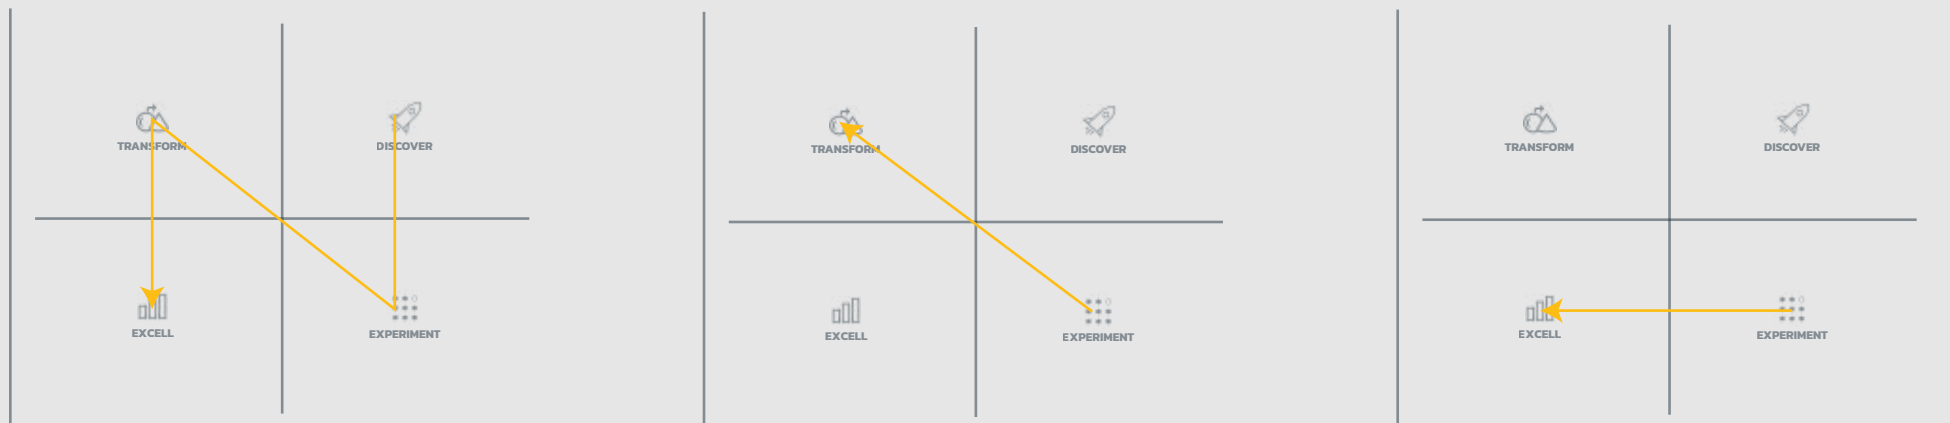 TRANSFORM
DISCOVER
EXCELL
EXPERIMENT
TRANSFORM
DISCOVER
EXCELL
EXPERIMENT
TRANSFORM
DISCOVER
EXCELL
EXPERIMENT